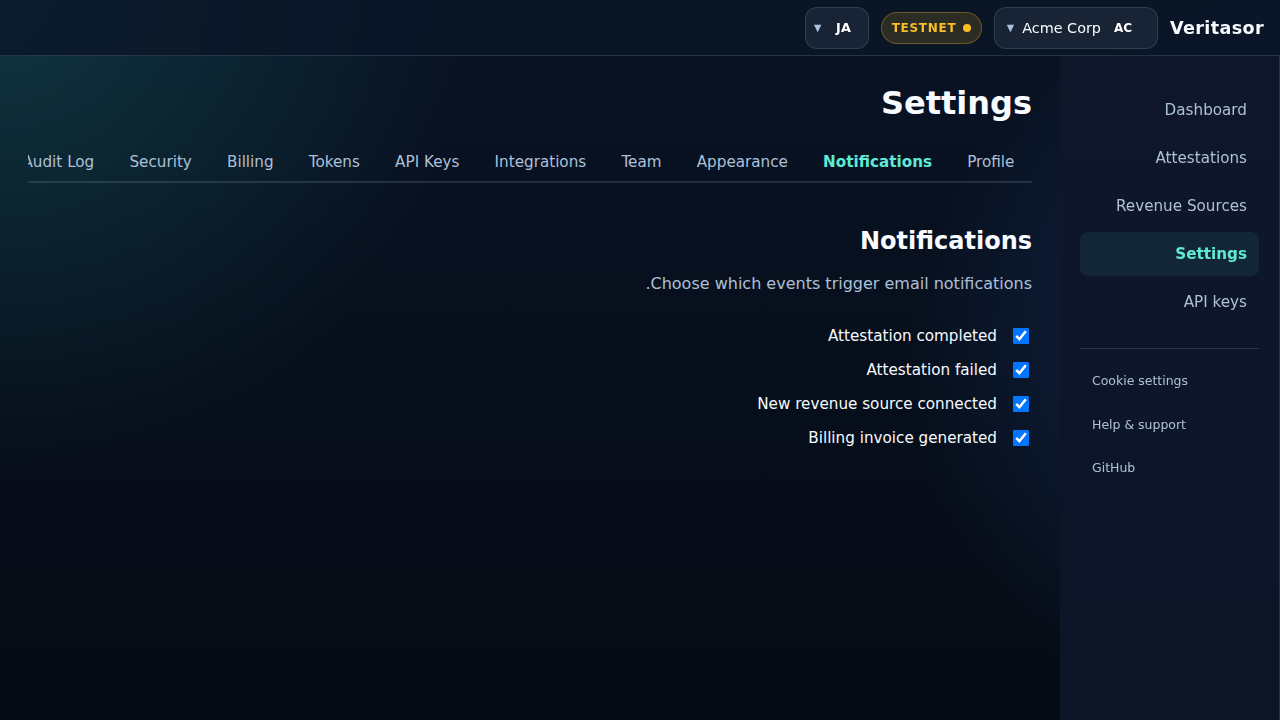 Veritasor
Acme Corp AC ▼
TESTNET
JA ▼
Dashboard
Attestations
Revenue Sources
Settings
API keys
Cookie settings
Help & support
GitHub
Settings
Profile Notifications Appearance Team Integrations API Keys Tokens Billing Security Audit Log
Notifications
.Choose which events trigger email notifications
Attestation completed
Attestation failed
New revenue source connected
Billing invoice generated